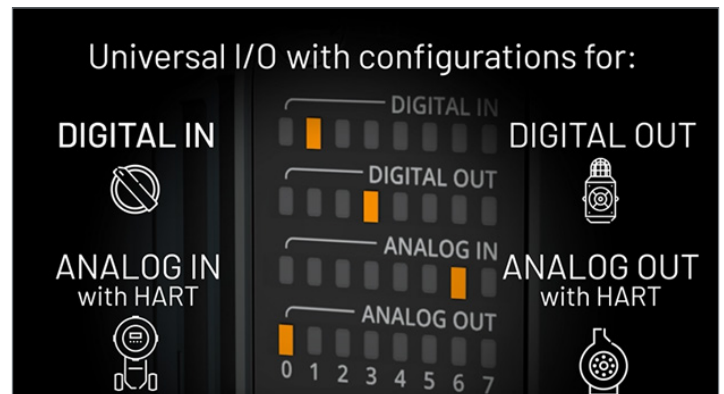 Universal I/O with configurations for:
DIGITAL IN
DIGITAL IN
DIGITAL OUT
DIGITAL OUT
ANALOG IN
ANALOG IN
with HART
ANALOG OUT
with HART
ANALOG OUT
0 1 2 3 4 5 6 7